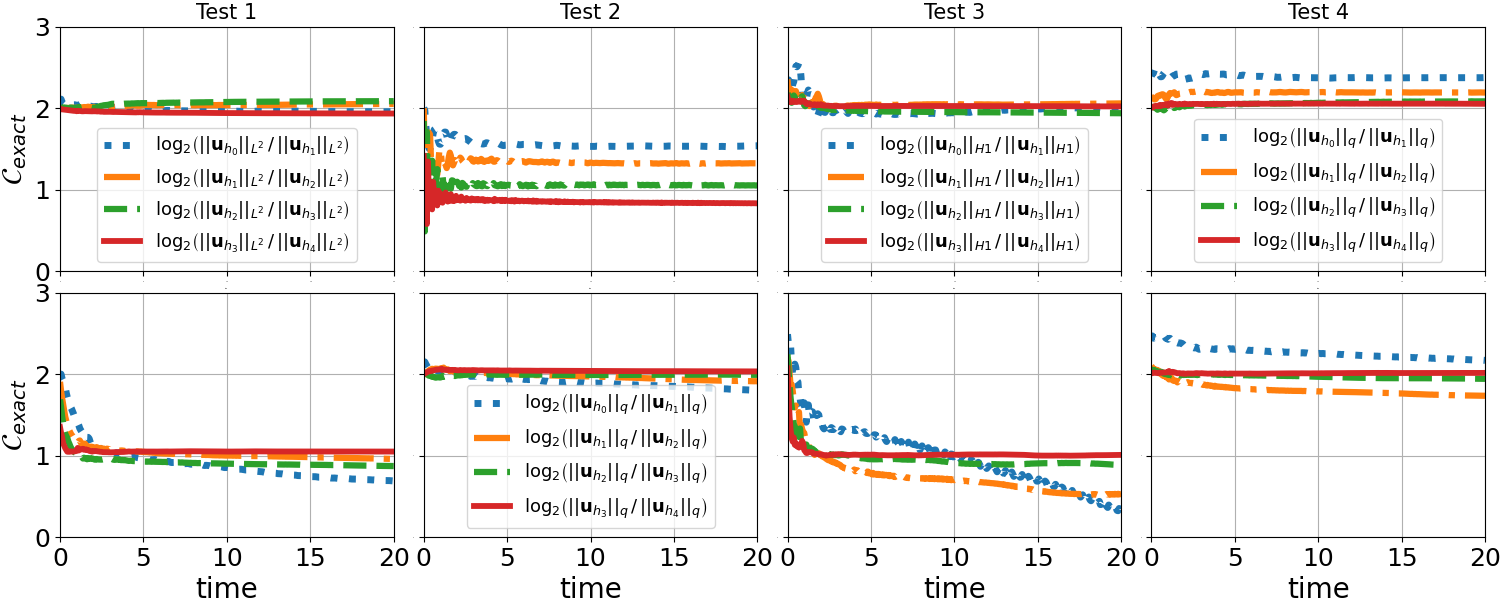 Test 1
Test 2
Test 3
Test 4
3
2
1
0
C_exact
log₂(||u_h₀||_L² / ||u_h₁||_L²)
log₂(||u_h₁||_L² / ||u_h₂||_L²)
log₂(||u_h₂||_L² / ||u_h₃||_L²)
log₂(||u_h₃||_L² / ||u_h₄||_L²)
log₂(||u_h₀||_H1 / ||u_h₁||_H1)
log₂(||u_h₁||_H1 / ||u_h₂||_H1)
log₂(||u_h₂||_H1 / ||u_h₃||_H1)
log₂(||u_h₃||_H1 / ||u_h₄||_H1)
log₂(||u_h₀||_q / ||u_h₁||_q)
log₂(||u_h₁||_q / ||u_h₂||_q)
log₂(||u_h₂||_q / ||u_h₃||_q)
log₂(||u_h₃||_q / ||u_h₄||_q)
3
2
1
0
C_exact
log₂(||u_h₀||_q / ||u_h₁||_q)
log₂(||u_h₁||_q / ||u_h₂||_q)
log₂(||u_h₂||_q / ||u_h₃||_q)
log₂(||u_h₃||_q / ||u_h₄||_q)
0 5 10 15 20
0 5 10 15 20
0 5 10 15 20
0 5 10 15 20
time
time
time
time